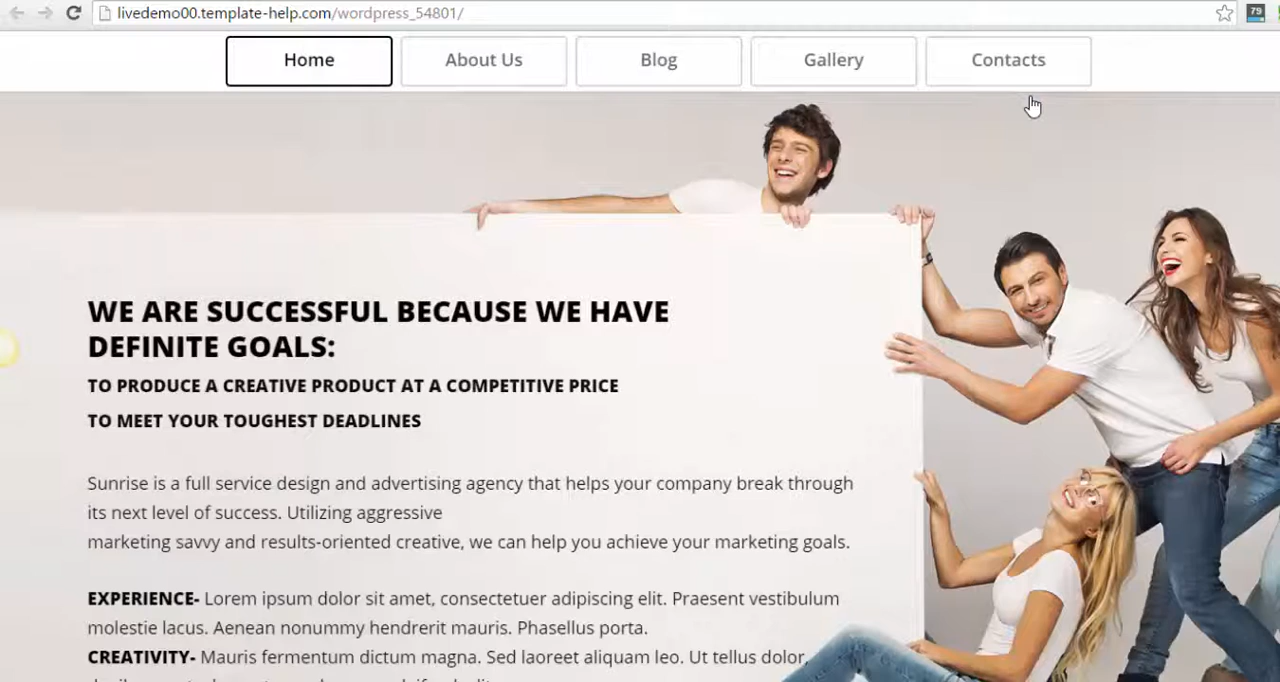 livedemo00.template-help.com/wordpress_54801/
79
Home About Us Blog Gallery Contacts
WE ARE SUCCESSFUL BECAUSE WE HAVE
DEFINITE GOALS:
TO PRODUCE A CREATIVE PRODUCT AT A COMPETITIVE PRICE
TO MEET YOUR TOUGHEST DEADLINES
Sunrise is a full service design and advertising agency that helps your company break through
its next level of success. Utilizing aggressive
marketing savvy and results-oriented creative, we can help you achieve your marketing goals.
EXPERIENCE- Lorem ipsum dolor sit amet, consectetuer adipiscing elit. Praesent vestibulum
molestie lacus. Aenean nonummy hendrerit mauris. Phasellus porta.
CREATIVITY- Mauris fermentum dictum magna. Sed laoreet aliquam leo. Ut tellus dolor,